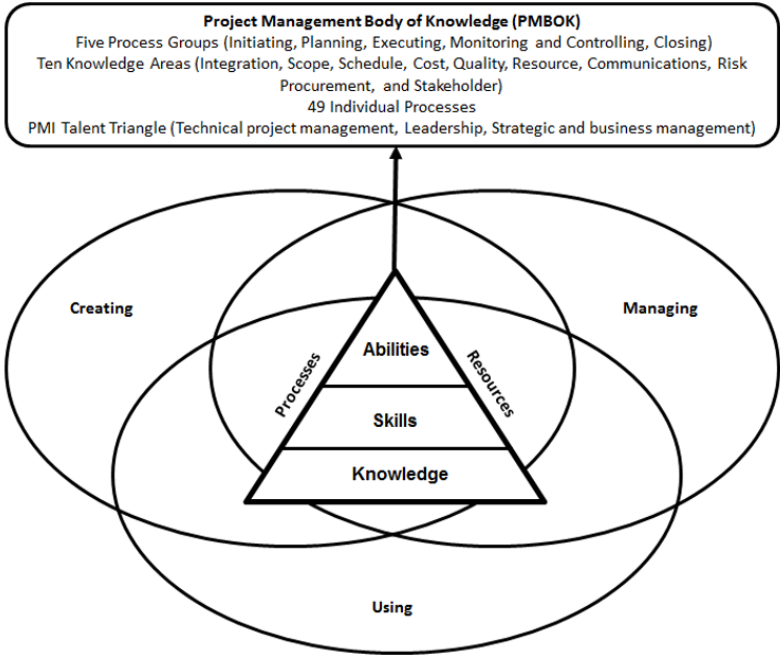 Project Management Body of Knowledge (PMBOK)
Five Process Groups (Initiating, Planning, Executing, Monitoring and Controlling, Closing)
Ten Knowledge Areas (Integration, Scope, Schedule, Cost, Quality, Resource, Communications, Risk
Procurement, and Stakeholder)
49 Individual Processes
PMI Talent Triangle (Technical project management, Leadership, Strategic and business management)
Creating
Managing
Processes
Abilities
Resources
Skills
Knowledge
Using